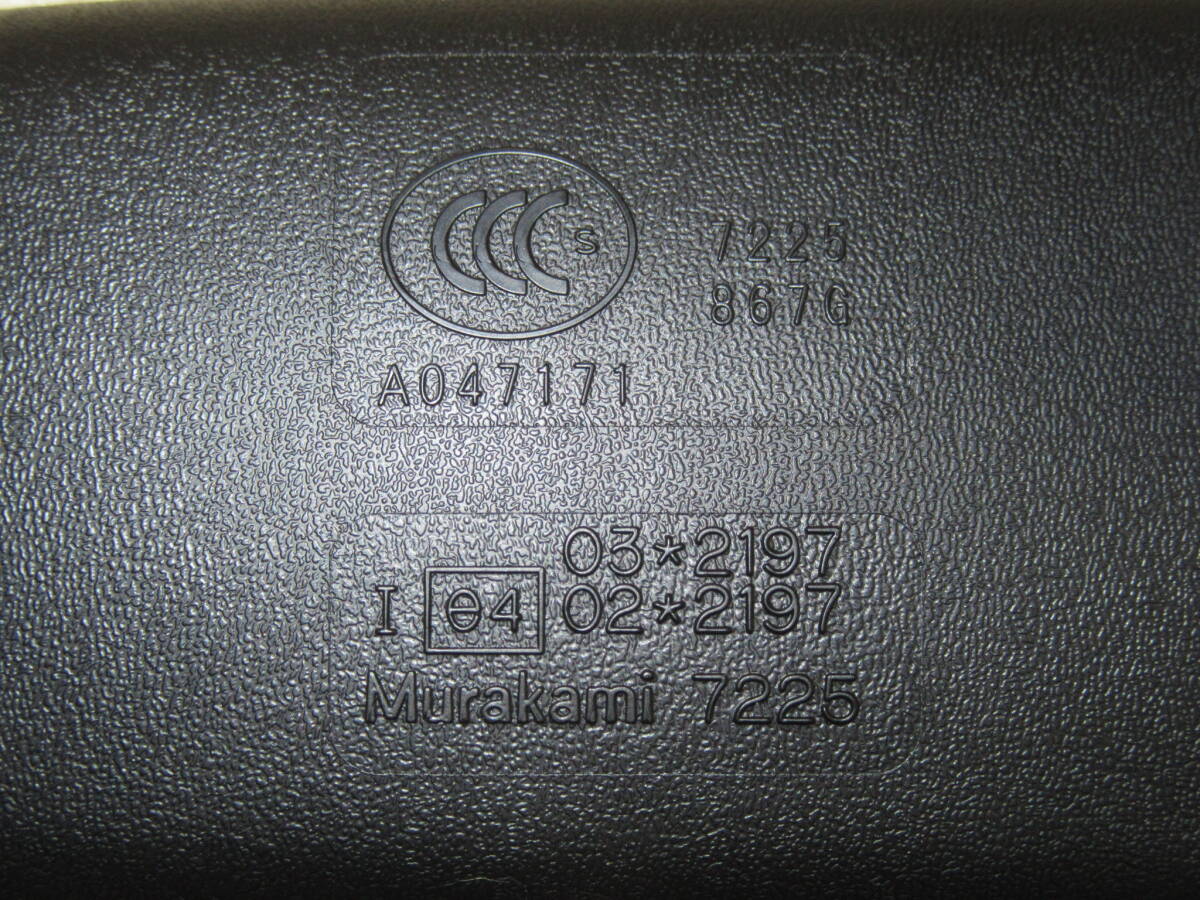 CCC S
7225
867G
A047171
03*2197
I e4 02*2197
Murakami 7225